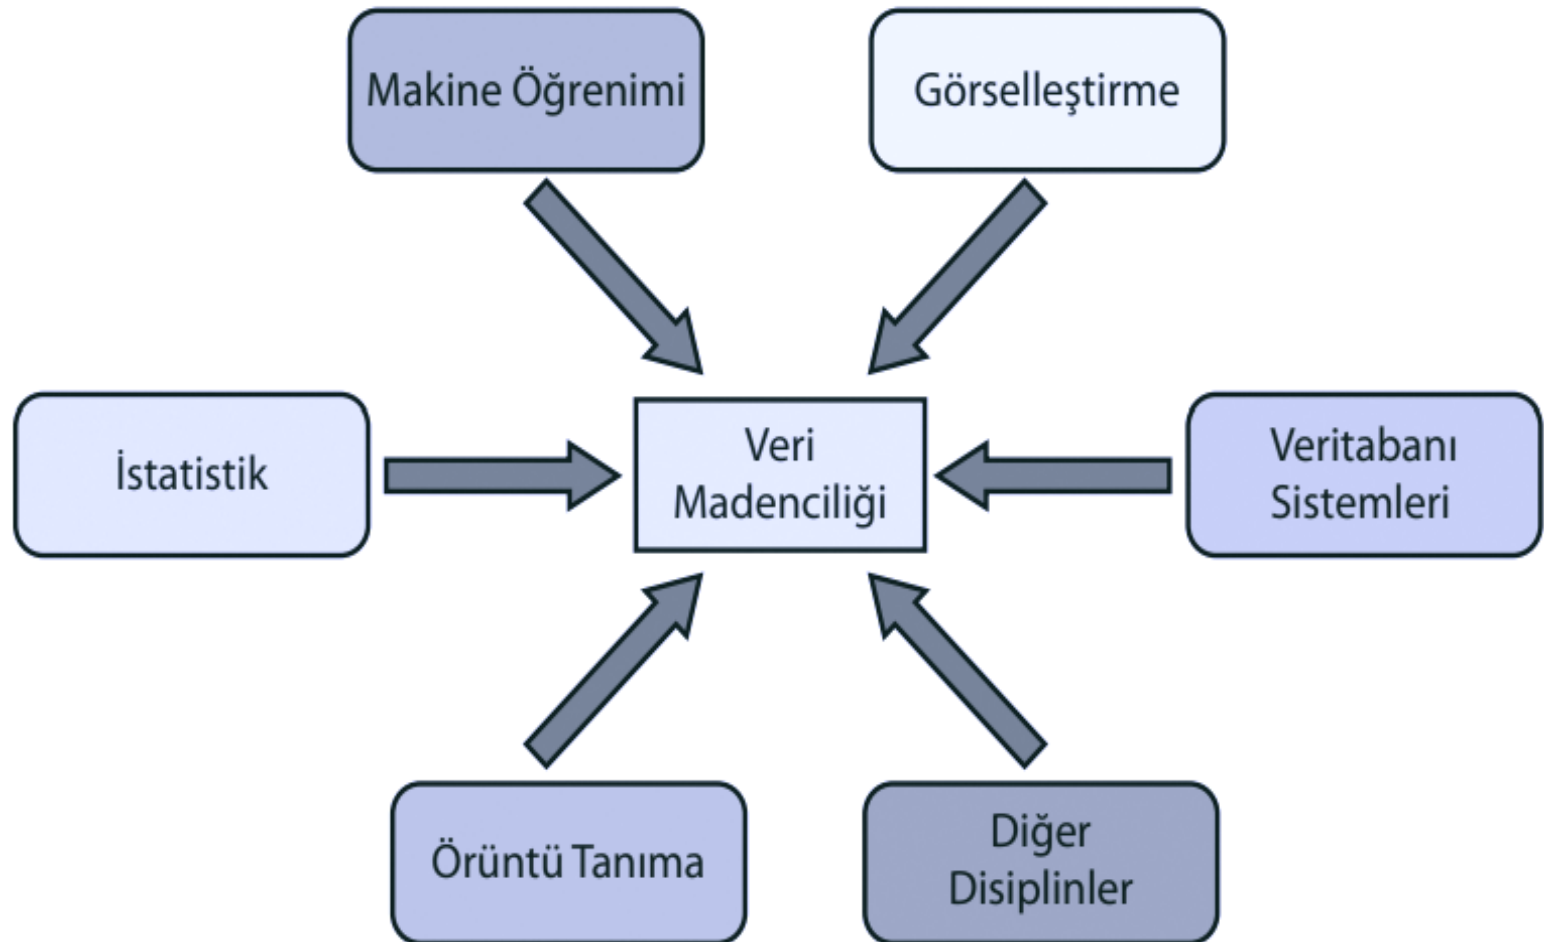 Makine Öğrenimi
Görselleştirme
İstatistik
Veri
Madenciliği
Veritabanı
Sistemleri
Örüntü Tanıma
Diğer
Disiplinler